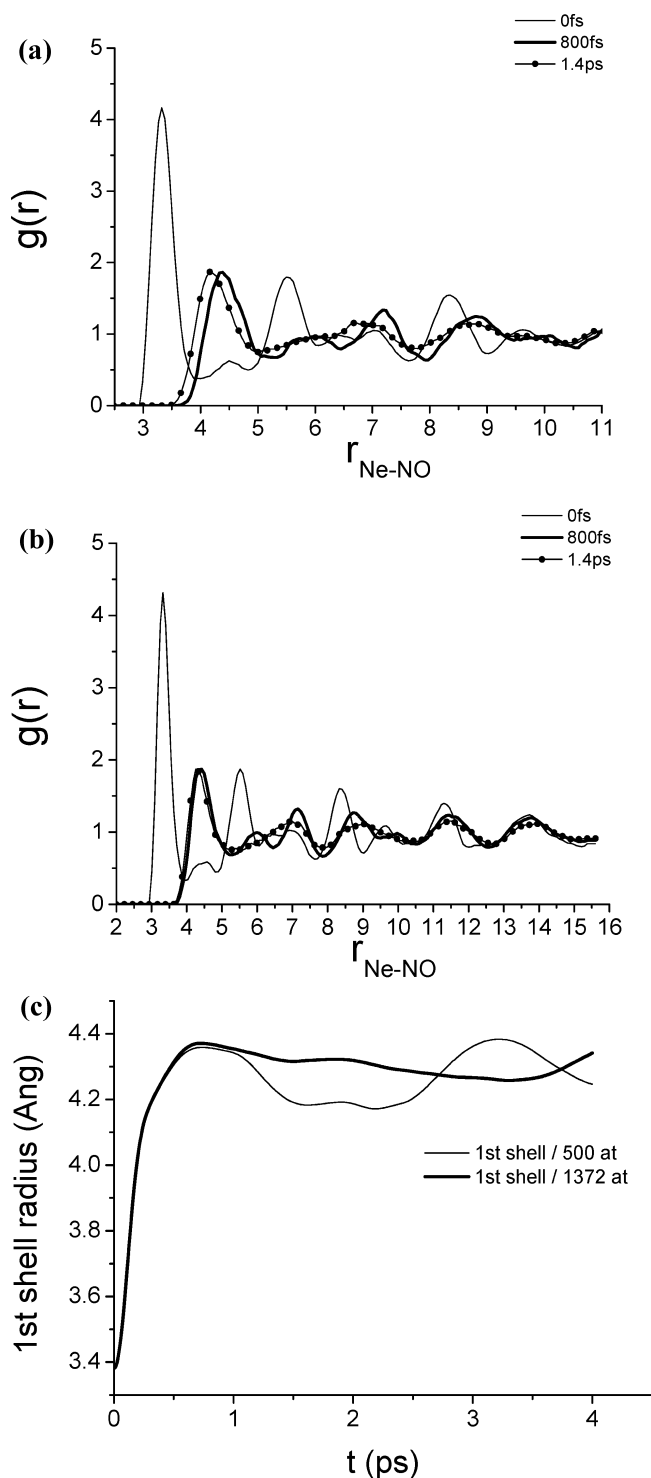 (a)
0fs
800fs
1.4ps
5
4
3
2
1
0
g(r)
3 4 5 6 7 8 9 10 11
r Ne-NO
(b)
0fs
800fs
1.4ps
5
4
3
2
1
0
g(r)
2 3 4 5 6 7 8 9 10 11 12 13 14 15 16
r Ne-NO
(c)
4.4
4.2
4.0
3.8
3.6
3.4
1st shell radius (Ang)
1st shell / 500 at
1st shell / 1372 at
0 1 2 3 4
t (ps)